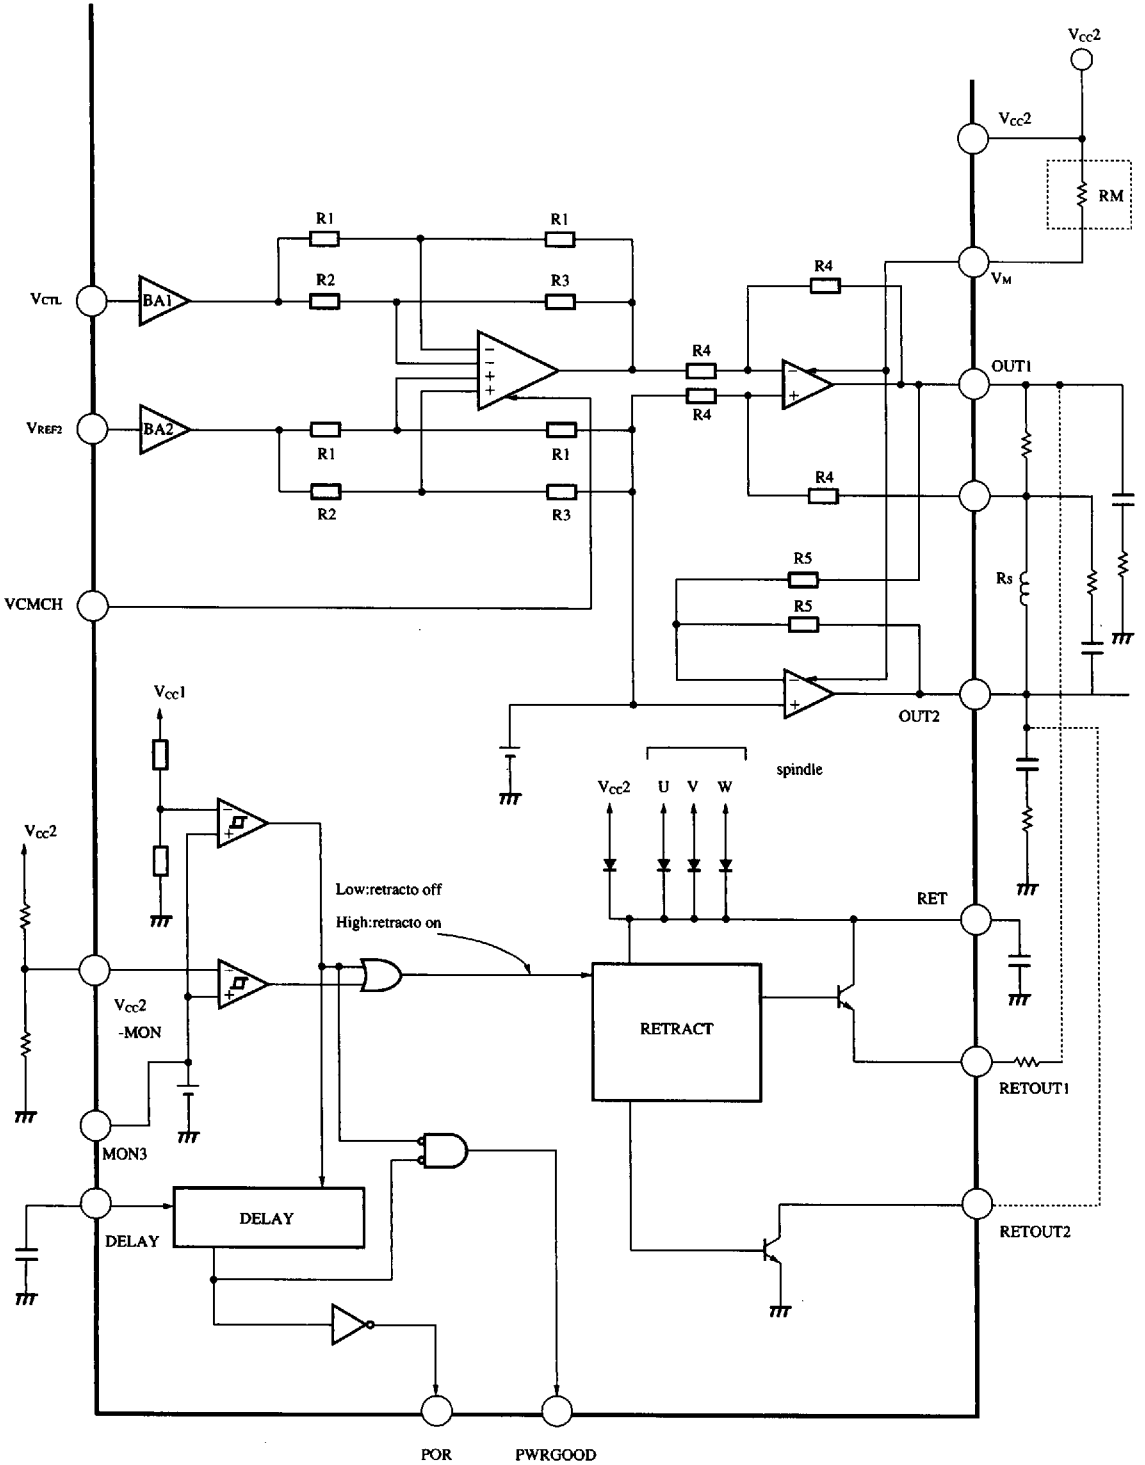 Vcc2
Vcc2
RM
R1
R1
VM
R4
R2
R3
VCTL
BA1
−
−
+
+
R4
−
+
OUT1
R4
VREF2
BA2
R1
R1
R4
R2
R3
R5
Rs
VCMCH
R5
−
+
OUT2
Vcc1
spindle
Vcc2
U
V
W
−
+
Vcc2
Low:retracto off
High:retracto on
RET
−
+
Vcc2
-MON
RETRACT
RETOUT1
MON3
DELAY
DELAY
RETOUT2
POR
PWRGOOD